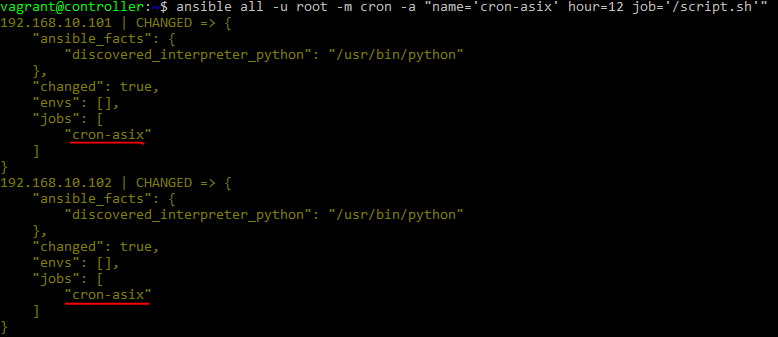 vagrant@controller:~$ ansible all -u root -m cron -a "name='cron-asix' hour=12 job='/script.sh'"
192.168.10.101 | CHANGED => {
    "ansible_facts": {
        "discovered_interpreter_python": "/usr/bin/python"
    },
    "changed": true,
    "envs": [],
    "jobs": [
        "cron-asix"
    ]
}
192.168.10.102 | CHANGED => {
    "ansible_facts": {
        "discovered_interpreter_python": "/usr/bin/python"
    },
    "changed": true,
    "envs": [],
    "jobs": [
        "cron-asix"
    ]
}